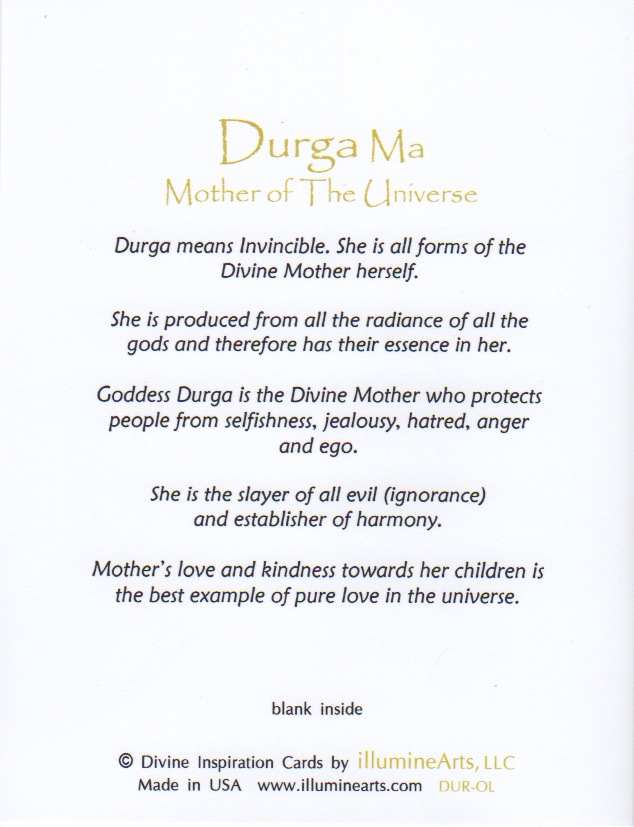 Durga Ma
Mother of The Universe
Durga means Invincible. She is all forms of the
Divine Mother herself.
She is produced from all the radiance of all the
gods and therefore has their essence in her.
Goddess Durga is the Divine Mother who protects
people from selfishness, jealousy, hatred, anger
and ego.
She is the slayer of all evil (ignorance)
and establisher of harmony.
Mother's love and kindness towards her children is
the best example of pure love in the universe.
blank inside
© Divine Inspiration Cards by illumineArts, LLC
Made in USA www.illuminearts.com DUR-OL